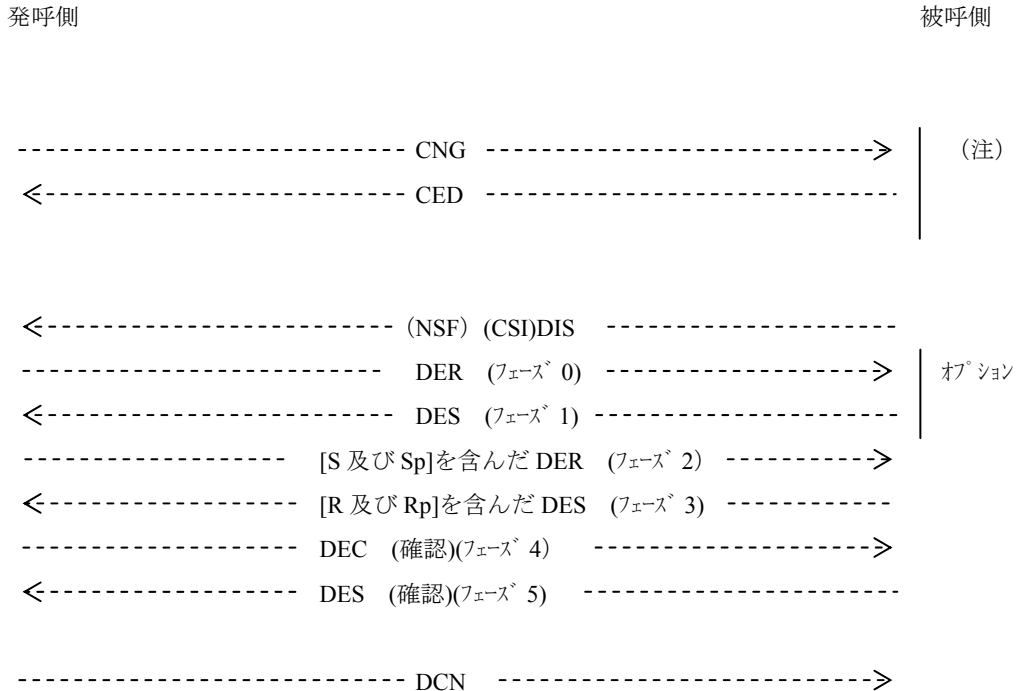 発呼側 被呼側
CNG （注）
CED
（NSF）(CSI)DIS
DER (ﾌｪｰｽﾞ 0) ｵﾌﾟｼｮﾝ
DES (ﾌｪｰｽﾞ 1)
[S 及び Sp]を含んだ DER (ﾌｪｰｽﾞ 2）
[R 及び Rp]を含んだ DES (ﾌｪｰｽﾞ 3)
DEC (確認)(ﾌｪｰｽﾞ 4）
DES (確認)(ﾌｪｰｽﾞ 5)
DCN